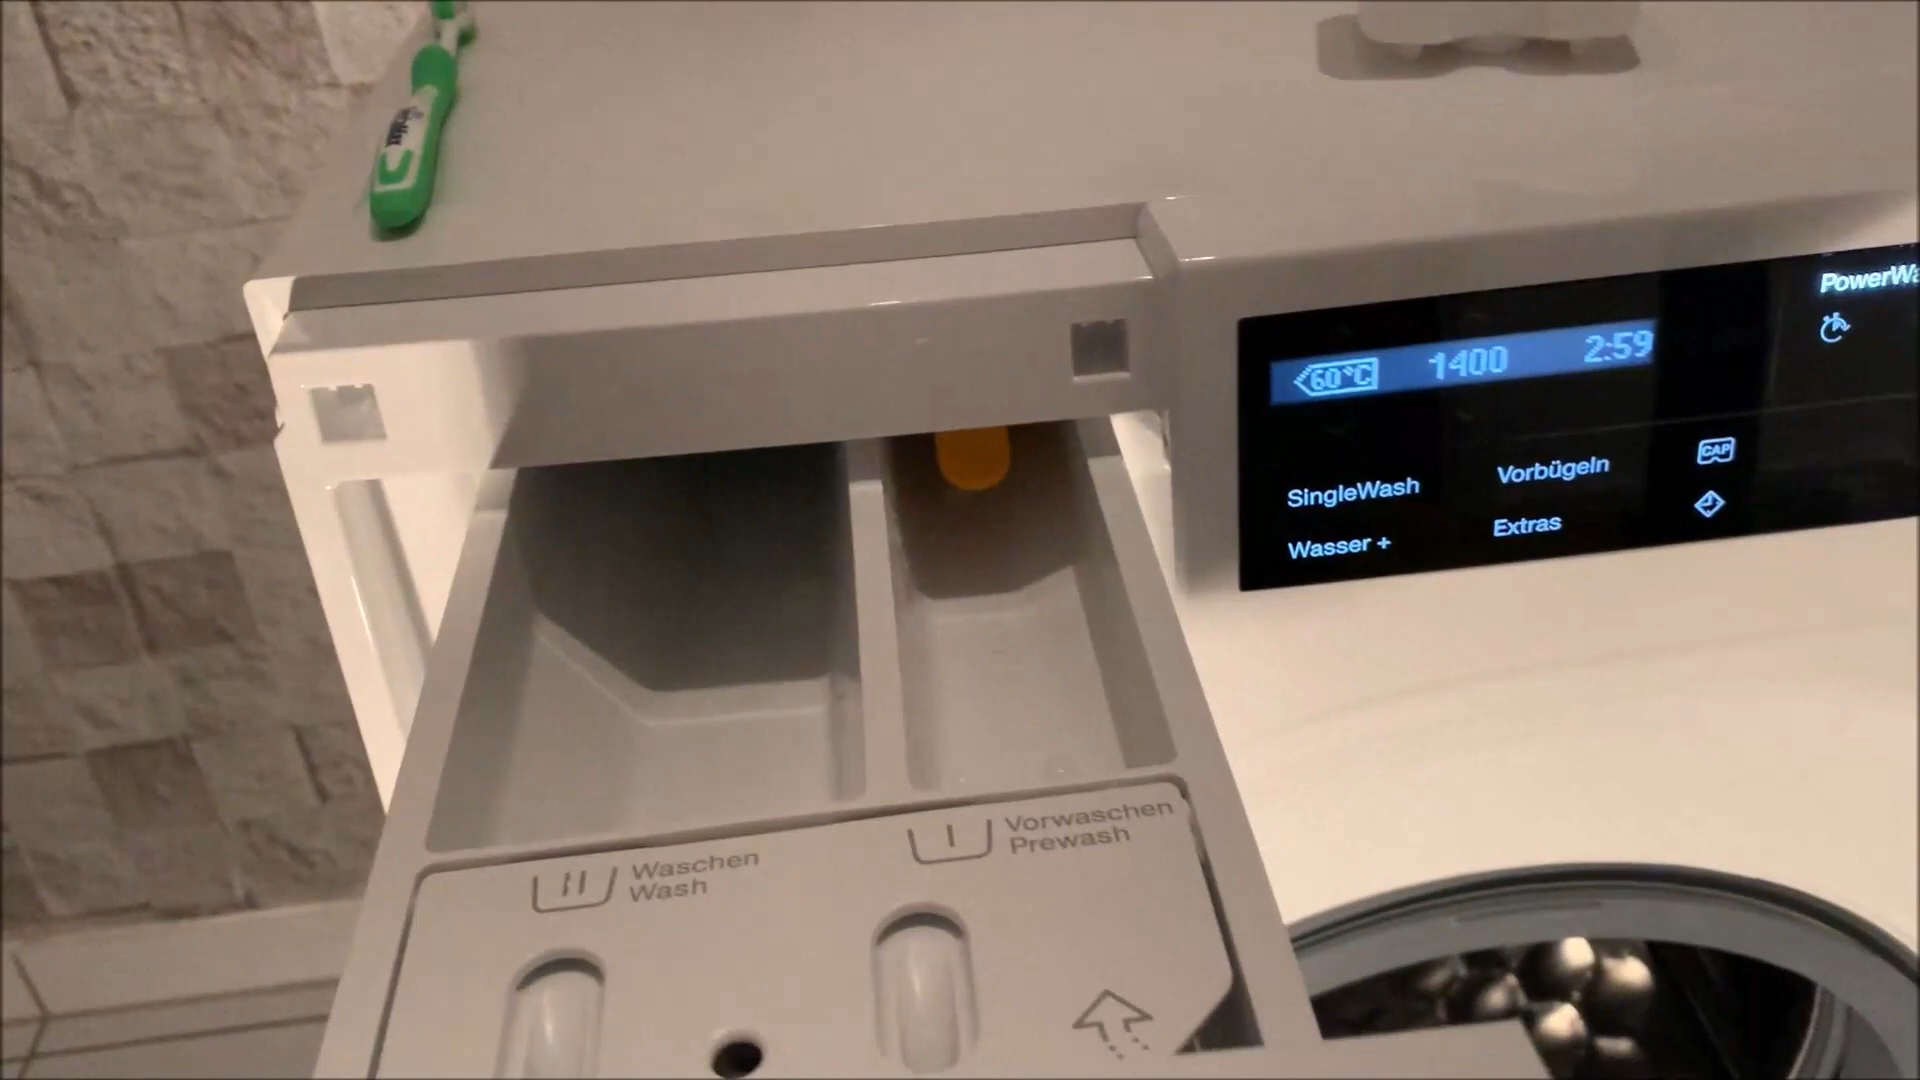 PowerWa
60°C 1400 2:59
SingleWash Vorbügeln CAP
Wasser + Extras
Vorwaschen
Prewash
Waschen
Wash